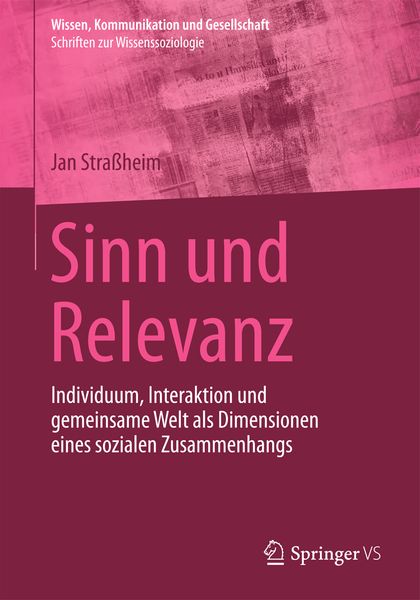 Wissen, Kommunikation und Gesellschaft
Schriften zur Wissenssoziologie
Jan Straßheim
Sinn und
Relevanz
Individuum, Interaktion und
gemeinsame Welt als Dimensionen
eines sozialen Zusammenhangs
Springer VS